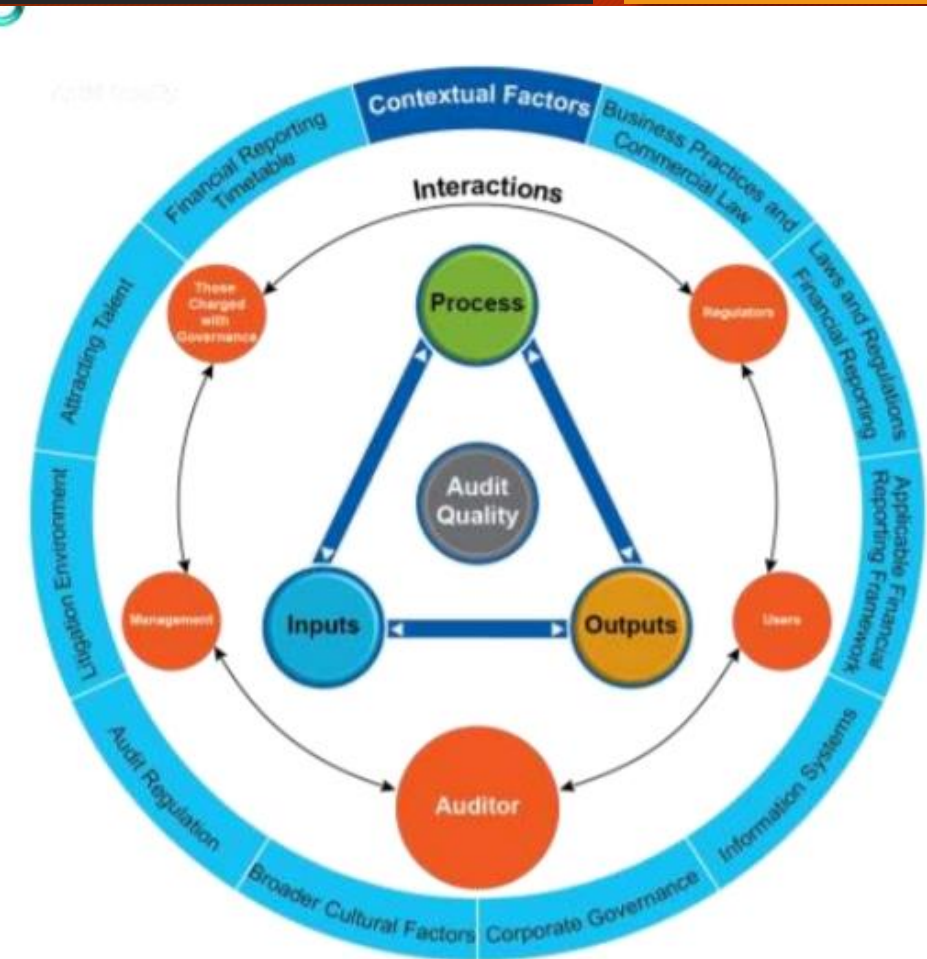 Contextual Factors
Business Practices and
Commercial Law
Laws and Regulations
Financial Reporting
Applicable Financial
Reporting Framework
Information Systems
Corporate Governance
Broader Cultural Factors
Audit Regulation
Litigation Environment
Attracting Talent
Financial Reporting
Timetable
Interactions
Those
Charged
with
Governance
Process
Regulators
Audit
Quality
Management
Inputs
Outputs
Users
Auditor